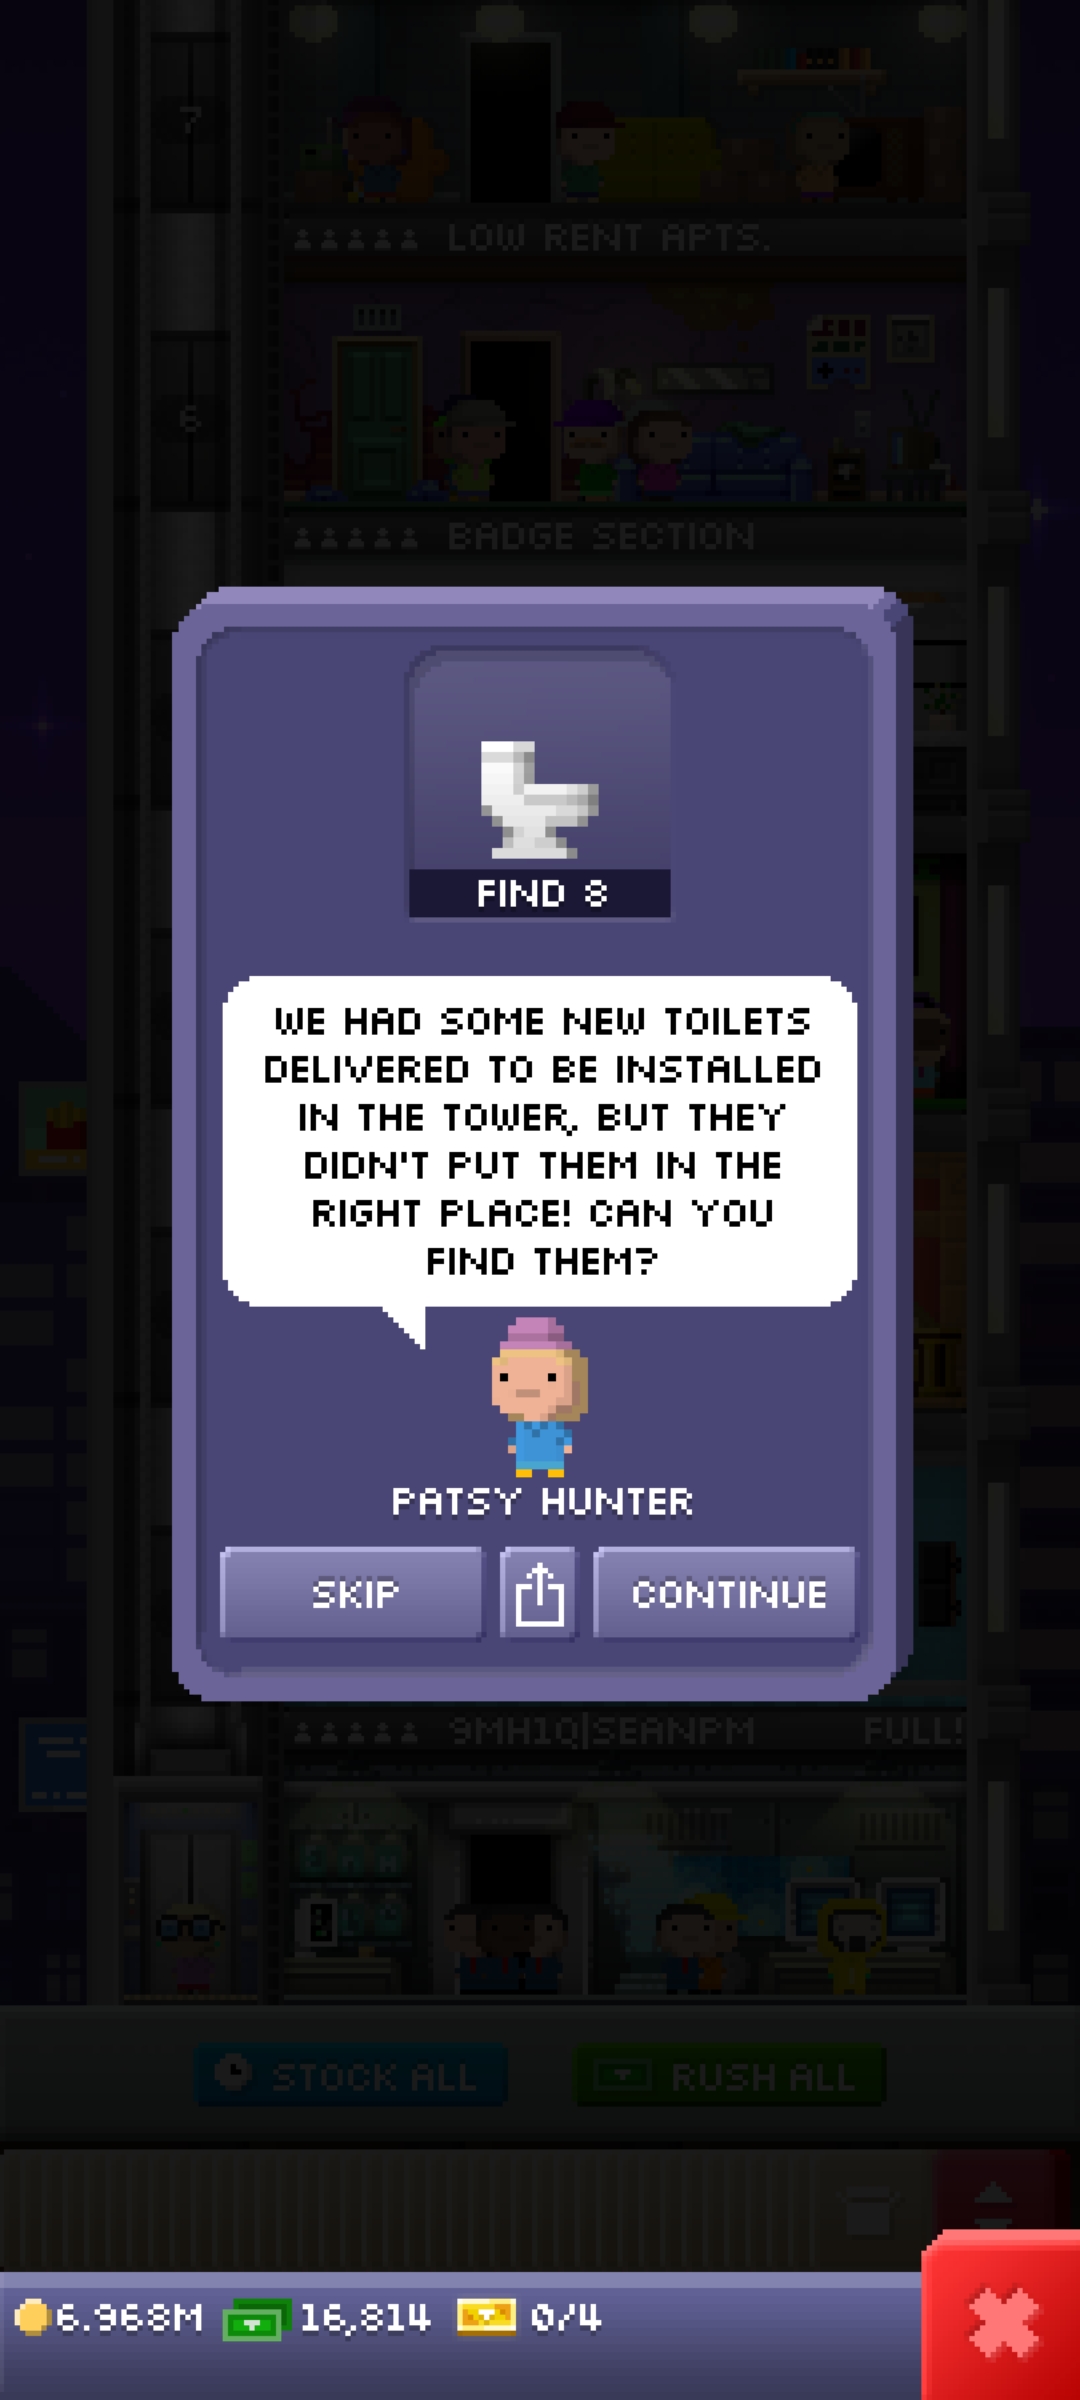 7
LOW RENT APTS.
6
BADGE SECTION
FIND 8
WE HAD SOME NEW TOILETS
DELIVERED TO BE INSTALLED
IN THE TOWER, BUT THEY
DIDN'T PUT THEM IN THE
RIGHT PLACE! CAN YOU
FIND THEM?
PATSY HUNTER
SKIP
CONTINUE
9MH1Q|SEANPM FULL!
STOCK ALL
RUSH ALL
6.968M 16,814 0/4